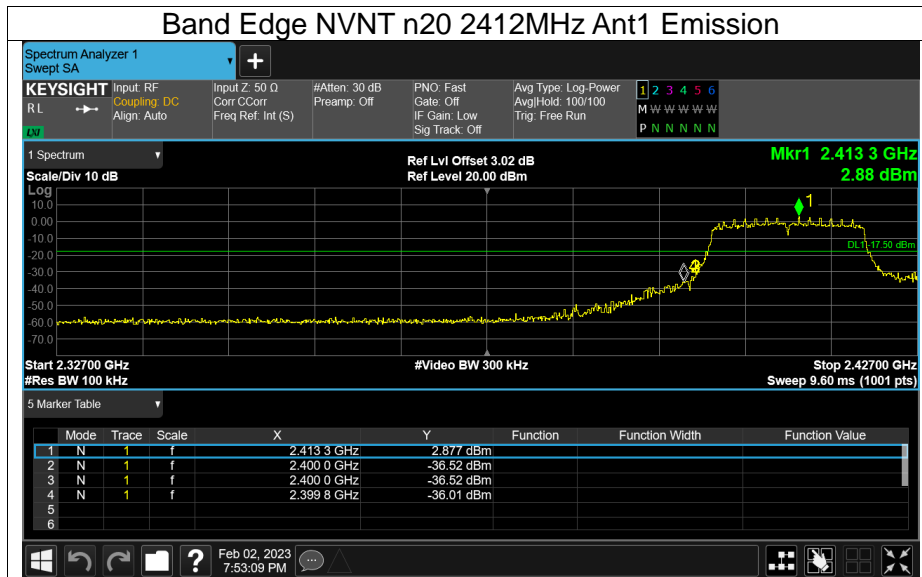 Band Edge NVNT n20 2412MHz Ant1 Emission
Spectrum Analyzer 1
Swept SA
KEYSIGHT Input: RF Input Z: 50 Ω #Atten: 30 dB PNO: Fast Avg Type: Log-Power 1 2 3 4 5 6
RL Coupling: DC Corr CCorr Preamp: Off Gate: Off Avg|Hold: 100/100 M W W W W W
Align: Auto Freq Ref: Int (S) IF Gain: Low Trig: Free Run
LXI Sig Track: Off P N N N N N
1 Spectrum Ref Lvl Offset 3.02 dB Mkr1 2.413 3 GHz
Scale/Div 10 dB Ref Level 20.00 dBm 2.88 dBm
Log
10.0 1
0.00
-10.0
DL1 -17.50 dBm
-20.0
-30.0
-40.0
-50.0
-60.0
-70.0
Start 2.32700 GHz #Video BW 300 kHz Stop 2.42700 GHz
#Res BW 100 kHz Sweep 9.60 ms (1001 pts)
5 Marker Table
Mode Trace Scale X Y Function Function Width Function Value
1 N 1 f 2.413 3 GHz 2.877 dBm
2 N 1 f 2.400 0 GHz -36.52 dBm
3 N 1 f 2.400 0 GHz -36.52 dBm
4 N 1 f 2.399 8 GHz -36.01 dBm
5
6
? Feb 02, 2023
7:53:09 PM